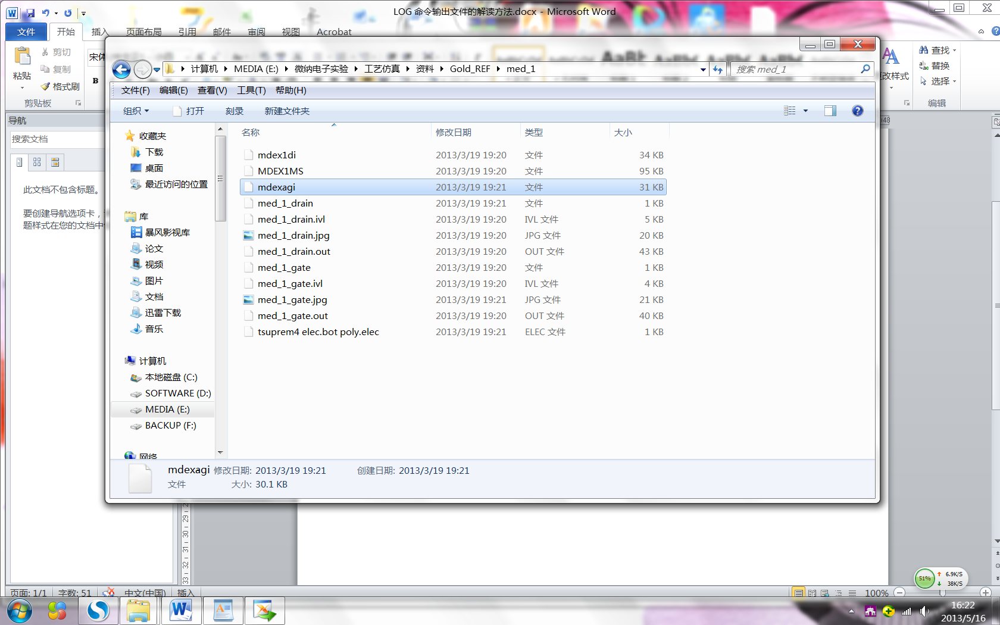 LOG 命令输出文件的解读方法.docx - Microsoft Word
文件 开始 插入 页面布局 引用 邮件 审阅 视图 Acrobat
粘贴
剪切
复制
格式刷
剪贴板
宋体
B
查找
替换
选择
编辑
导航
搜索文档
此文档不包含标题。
计算机 MEDIA (E:) 微纳电子实验 工艺仿真 资料 Gold_REF med_1
搜索 med_1
文件(F) 编辑(E) 查看(V) 工具(T) 帮助(H)
组织 打开 刻录 新建文件夹
收藏夹
下载
桌面
最近访问的位置
库
暴风影视库
论文
视频
图片
文档
迅雷下载
音乐
计算机
本地磁盘 (C:)
SOFTWARE (D:)
MEDIA (E:)
BACKUP (F:)
网络
名称 修改日期 类型 大小
mdex1di 2013/3/19 19:20 文件 34 KB
MDEX1MS 2013/3/19 19:20 文件 95 KB
mdexagi 2013/3/19 19:21 文件 31 KB
med_1_drain 2013/3/19 19:21 文件 1 KB
med_1_drain.ivl 2013/3/19 19:20 IVL 文件 5 KB
med_1_drain.jpg 2013/3/19 19:20 JPG 文件 20 KB
med_1_drain.out 2013/3/19 19:20 OUT 文件 43 KB
med_1_gate 2013/3/19 19:20 文件 1 KB
med_1_gate.ivl 2013/3/19 19:20 IVL 文件 4 KB
med_1_gate.jpg 2013/3/19 19:21 JPG 文件 21 KB
med_1_gate.out 2013/3/19 19:20 OUT 文件 40 KB
tsuprem4 elec.bot poly.elec 2013/3/19 19:21 ELEC 文件 1 KB
mdexagi 修改日期: 2013/3/19 19:21 创建日期: 2013/3/19 19:21
文件 大小: 30.1 KB
要创建导航选项卡，
题样式在您的文档中
29
30
31
32
33
51%
6.9K/S
38K/S
页面: 1/1 字数: 51 中文(中国) 插入
100%
16:22
2013/5/16